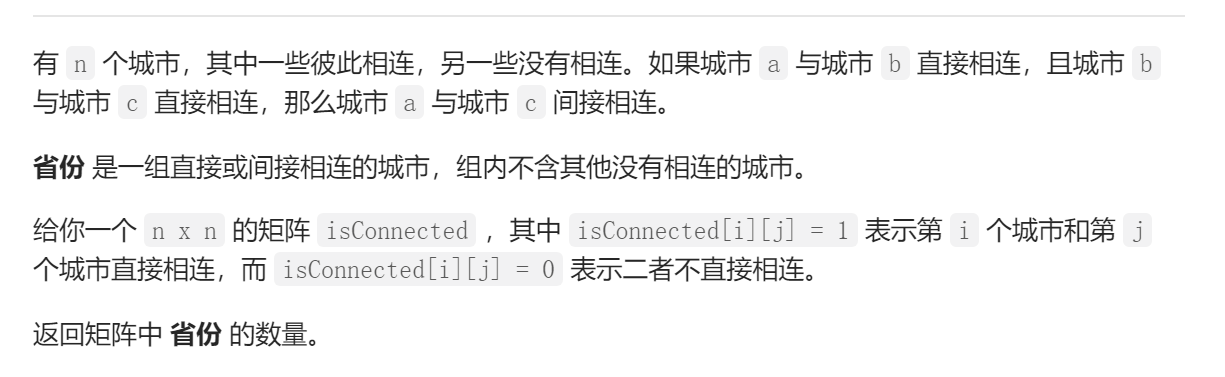 有 n 个城市，其中一些彼此相连，另一些没有相连。如果城市 a 与城市 b 直接相连，且城市 b
与城市 c 直接相连，那么城市 a 与城市 c 间接相连。
省份 是一组直接或间接相连的城市，组内不含其他没有相连的城市。
给你一个 n x n 的矩阵 isConnected ，其中 isConnected[i][j] = 1 表示第 i 个城市和第 j
个城市直接相连，而 isConnected[i][j] = 0 表示二者不直接相连。
返回矩阵中 省份 的数量。